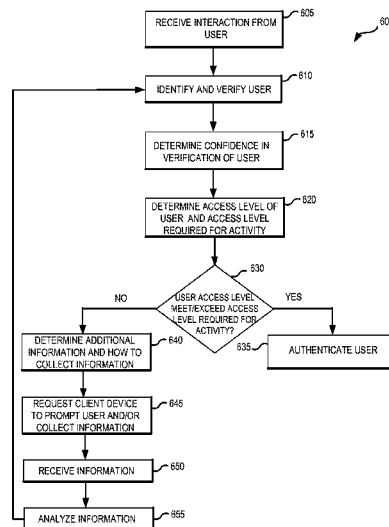 605
RECEIVE INTERACTION FROM
USER
60
610
IDENTIFY AND VERIFY USER
615
DETERMINE CONFIDENCE IN
VERIFICATION OF USER
620
DETERMINE ACCESS LEVEL OF
USER AND ACCESS LEVEL
REQUIRED FOR ACTIVITY
630
NO
USER ACCESS LEVEL
MEET/EXCEED ACCESS
LEVEL REQUIRED FOR
ACTIVITY?
YES
DETERMINE ADDITIONAL
INFORMATION AND HOW TO
COLLECT INFORMATION
640
635
AUTHENTICATE USER
645
REQUEST CLIENT DEVICE
TO PROMPT USER AND/OR
COLLECT INFORMATION
650
RECEIVE INFORMATION
655
ANALYZE INFORMATION